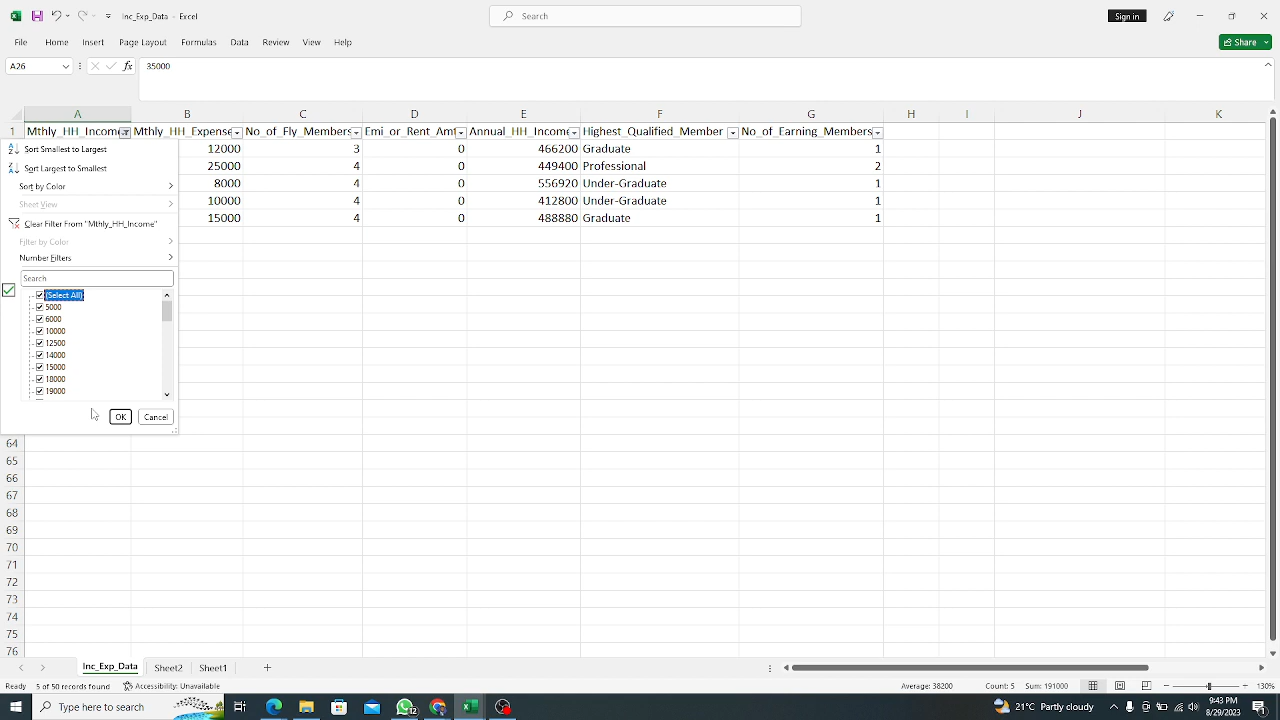 Inc_Exp_Data - Excel
Search
Sign in
File Home Insert Page Layout Formulas Data Review View Help
Share
A26
fx
35000
A B C D E F G H I J K
1 Mthly_HH_Income Mthly_HH_Expense No_of_Fly_Members Emi_or_Rent_Amt Annual_HH_Income Highest_Qualified_Member No_of_Earning_Members
12000 3 0 466200 Graduate 1
25000 4 0 449400 Professional 2
8000 4 0 556920 Under-Graduate 1
10000 4 0 412800 Under-Graduate 1
15000 4 0 488880 Graduate 1
Sort Smallest to Largest
Sort Largest to Smallest
Sort by Color
Sheet View
Clear Filter From "Mthly_HH_Income"
Filter by Color
Number Filters
Search
(Select All)
5000
6000
10000
12500
14000
15000
18000
19000
OK Cancel
64
65
66
67
68
69
70
71
72
73
74
75
76
Inc_Exp_Data Sheet2 Sheet1
Ready 5 of 50 records found Accessibility: Unavailable Average: 38200 Count: 5 Sum: 191000 130%
Type here to search
21°C Partly cloudy
9:43 PM
8/29/2023